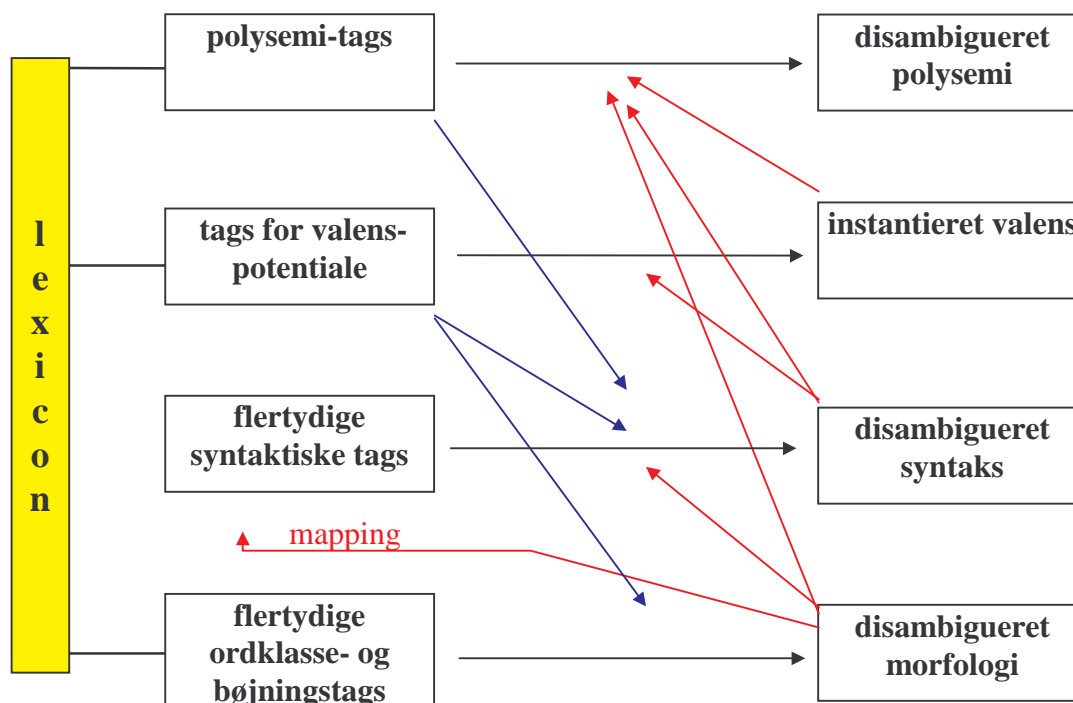 lexicon
polysemi-tags
disambigueret
polysemi
tags for valens-
potentiale
instantieret valens
flertydige
syntaktiske tags
disambigueret
syntaks
mapping
flertydige
ordklasse- og
bøjningstags
disambigueret
morfologi